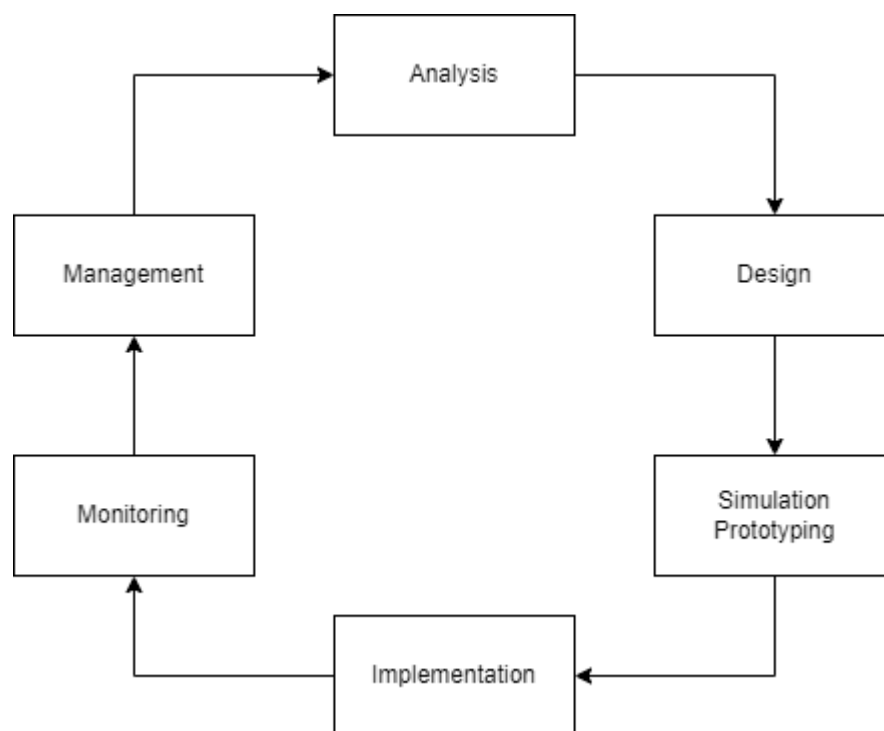 Analysis
Management
Design
Monitoring
Simulation
Prototyping
Implementation